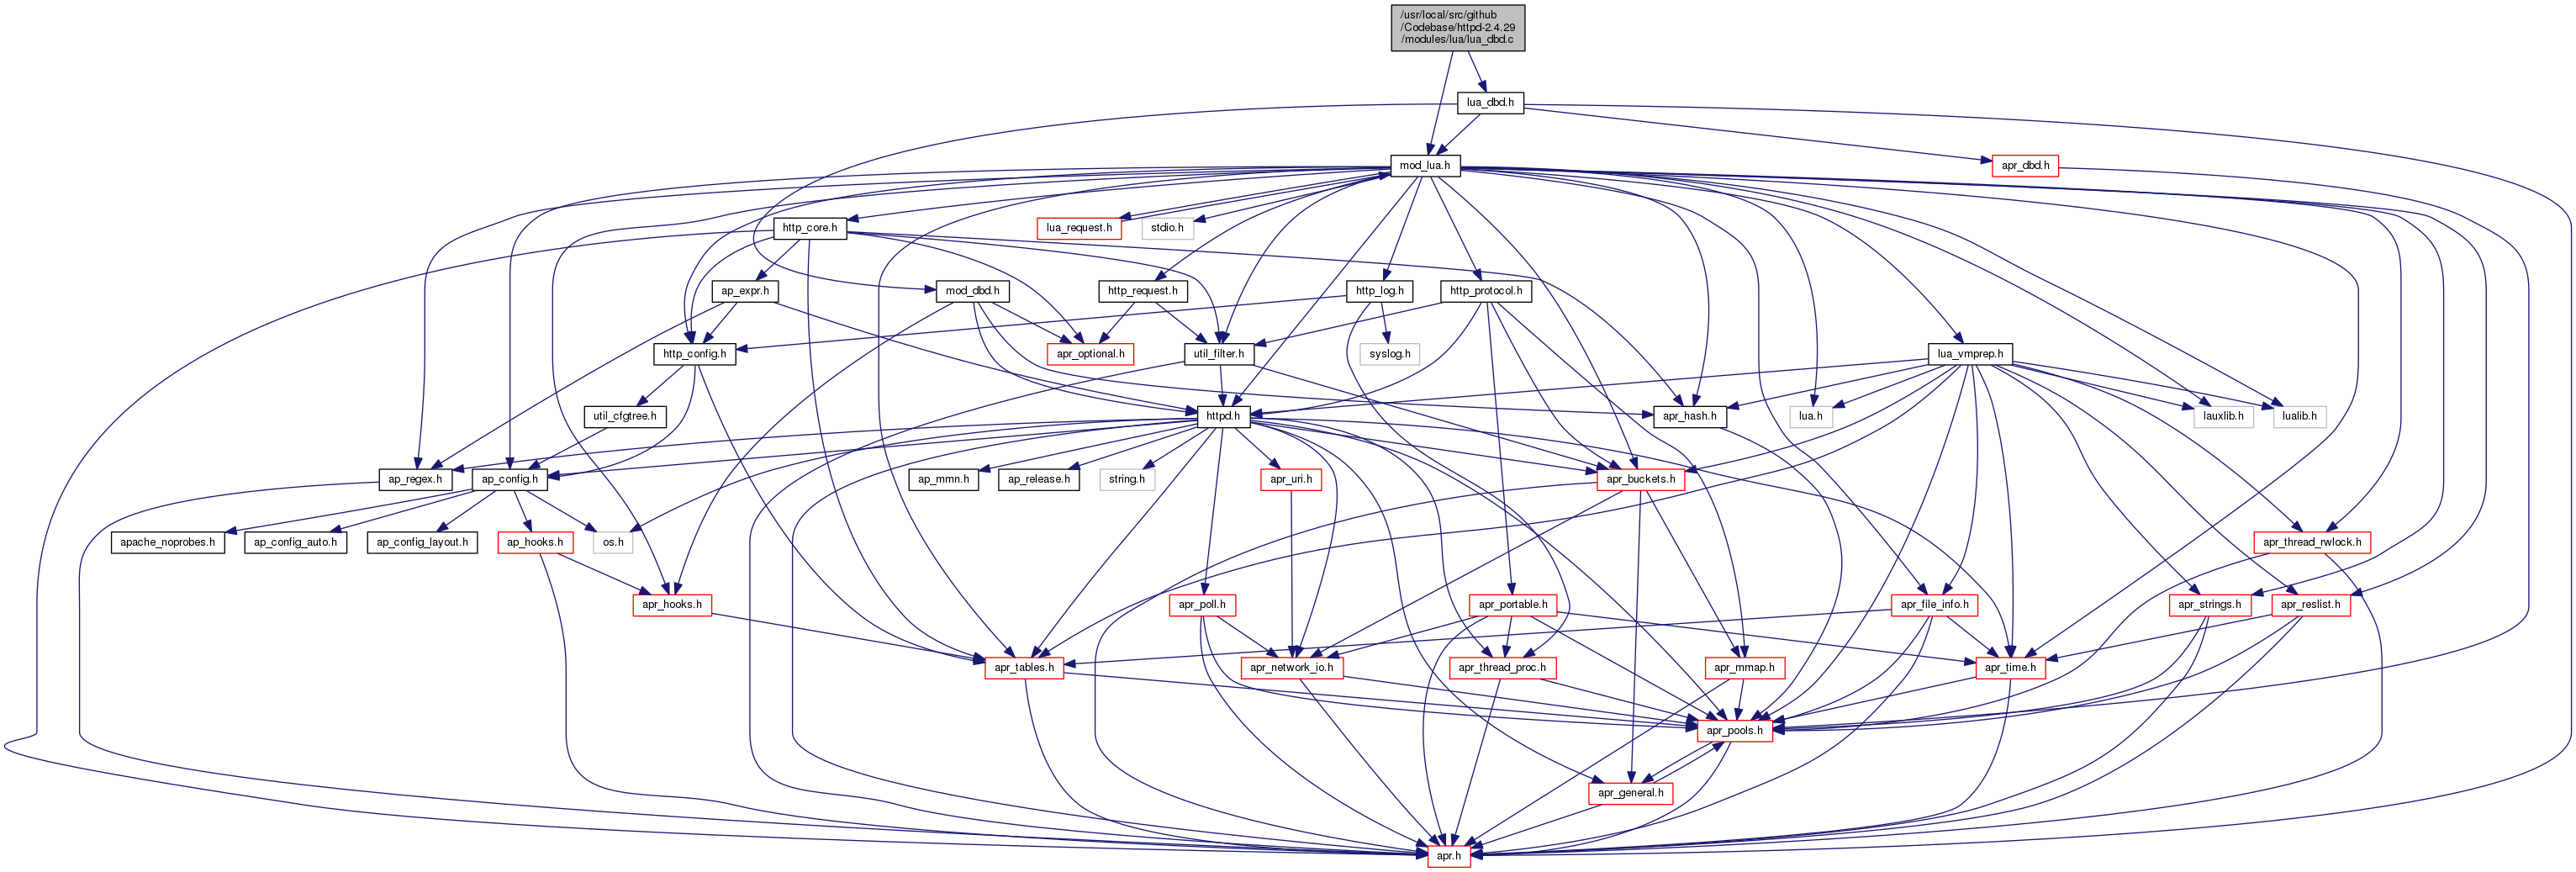 /usr/local/src/github
/Codebase/httpd-2.4.29
/modules/lua/lua_dbd.c
lua_dbd.h
mod_lua.h
apr_dbd.h
http_core.h
lua_request.h
stdio.h
ap_expr.h
mod_dbd.h
http_request.h
http_log.h
http_protocol.h
http_config.h
apr_optional.h
util_filter.h
syslog.h
lua_vmprep.h
util_cfgtree.h
httpd.h
apr_hash.h
lua.h
lauxlib.h
lualib.h
ap_regex.h
ap_config.h
ap_mmn.h
ap_release.h
string.h
apr_uri.h
apr_buckets.h
apache_noprobes.h
ap_config_auto.h
ap_config_layout.h
ap_hooks.h
os.h
apr_thread_rwlock.h
apr_hooks.h
apr_poll.h
apr_portable.h
apr_file_info.h
apr_strings.h
apr_reslist.h
apr_tables.h
apr_network_io.h
apr_thread_proc.h
apr_mmap.h
apr_time.h
apr_pools.h
apr_general.h
apr.h